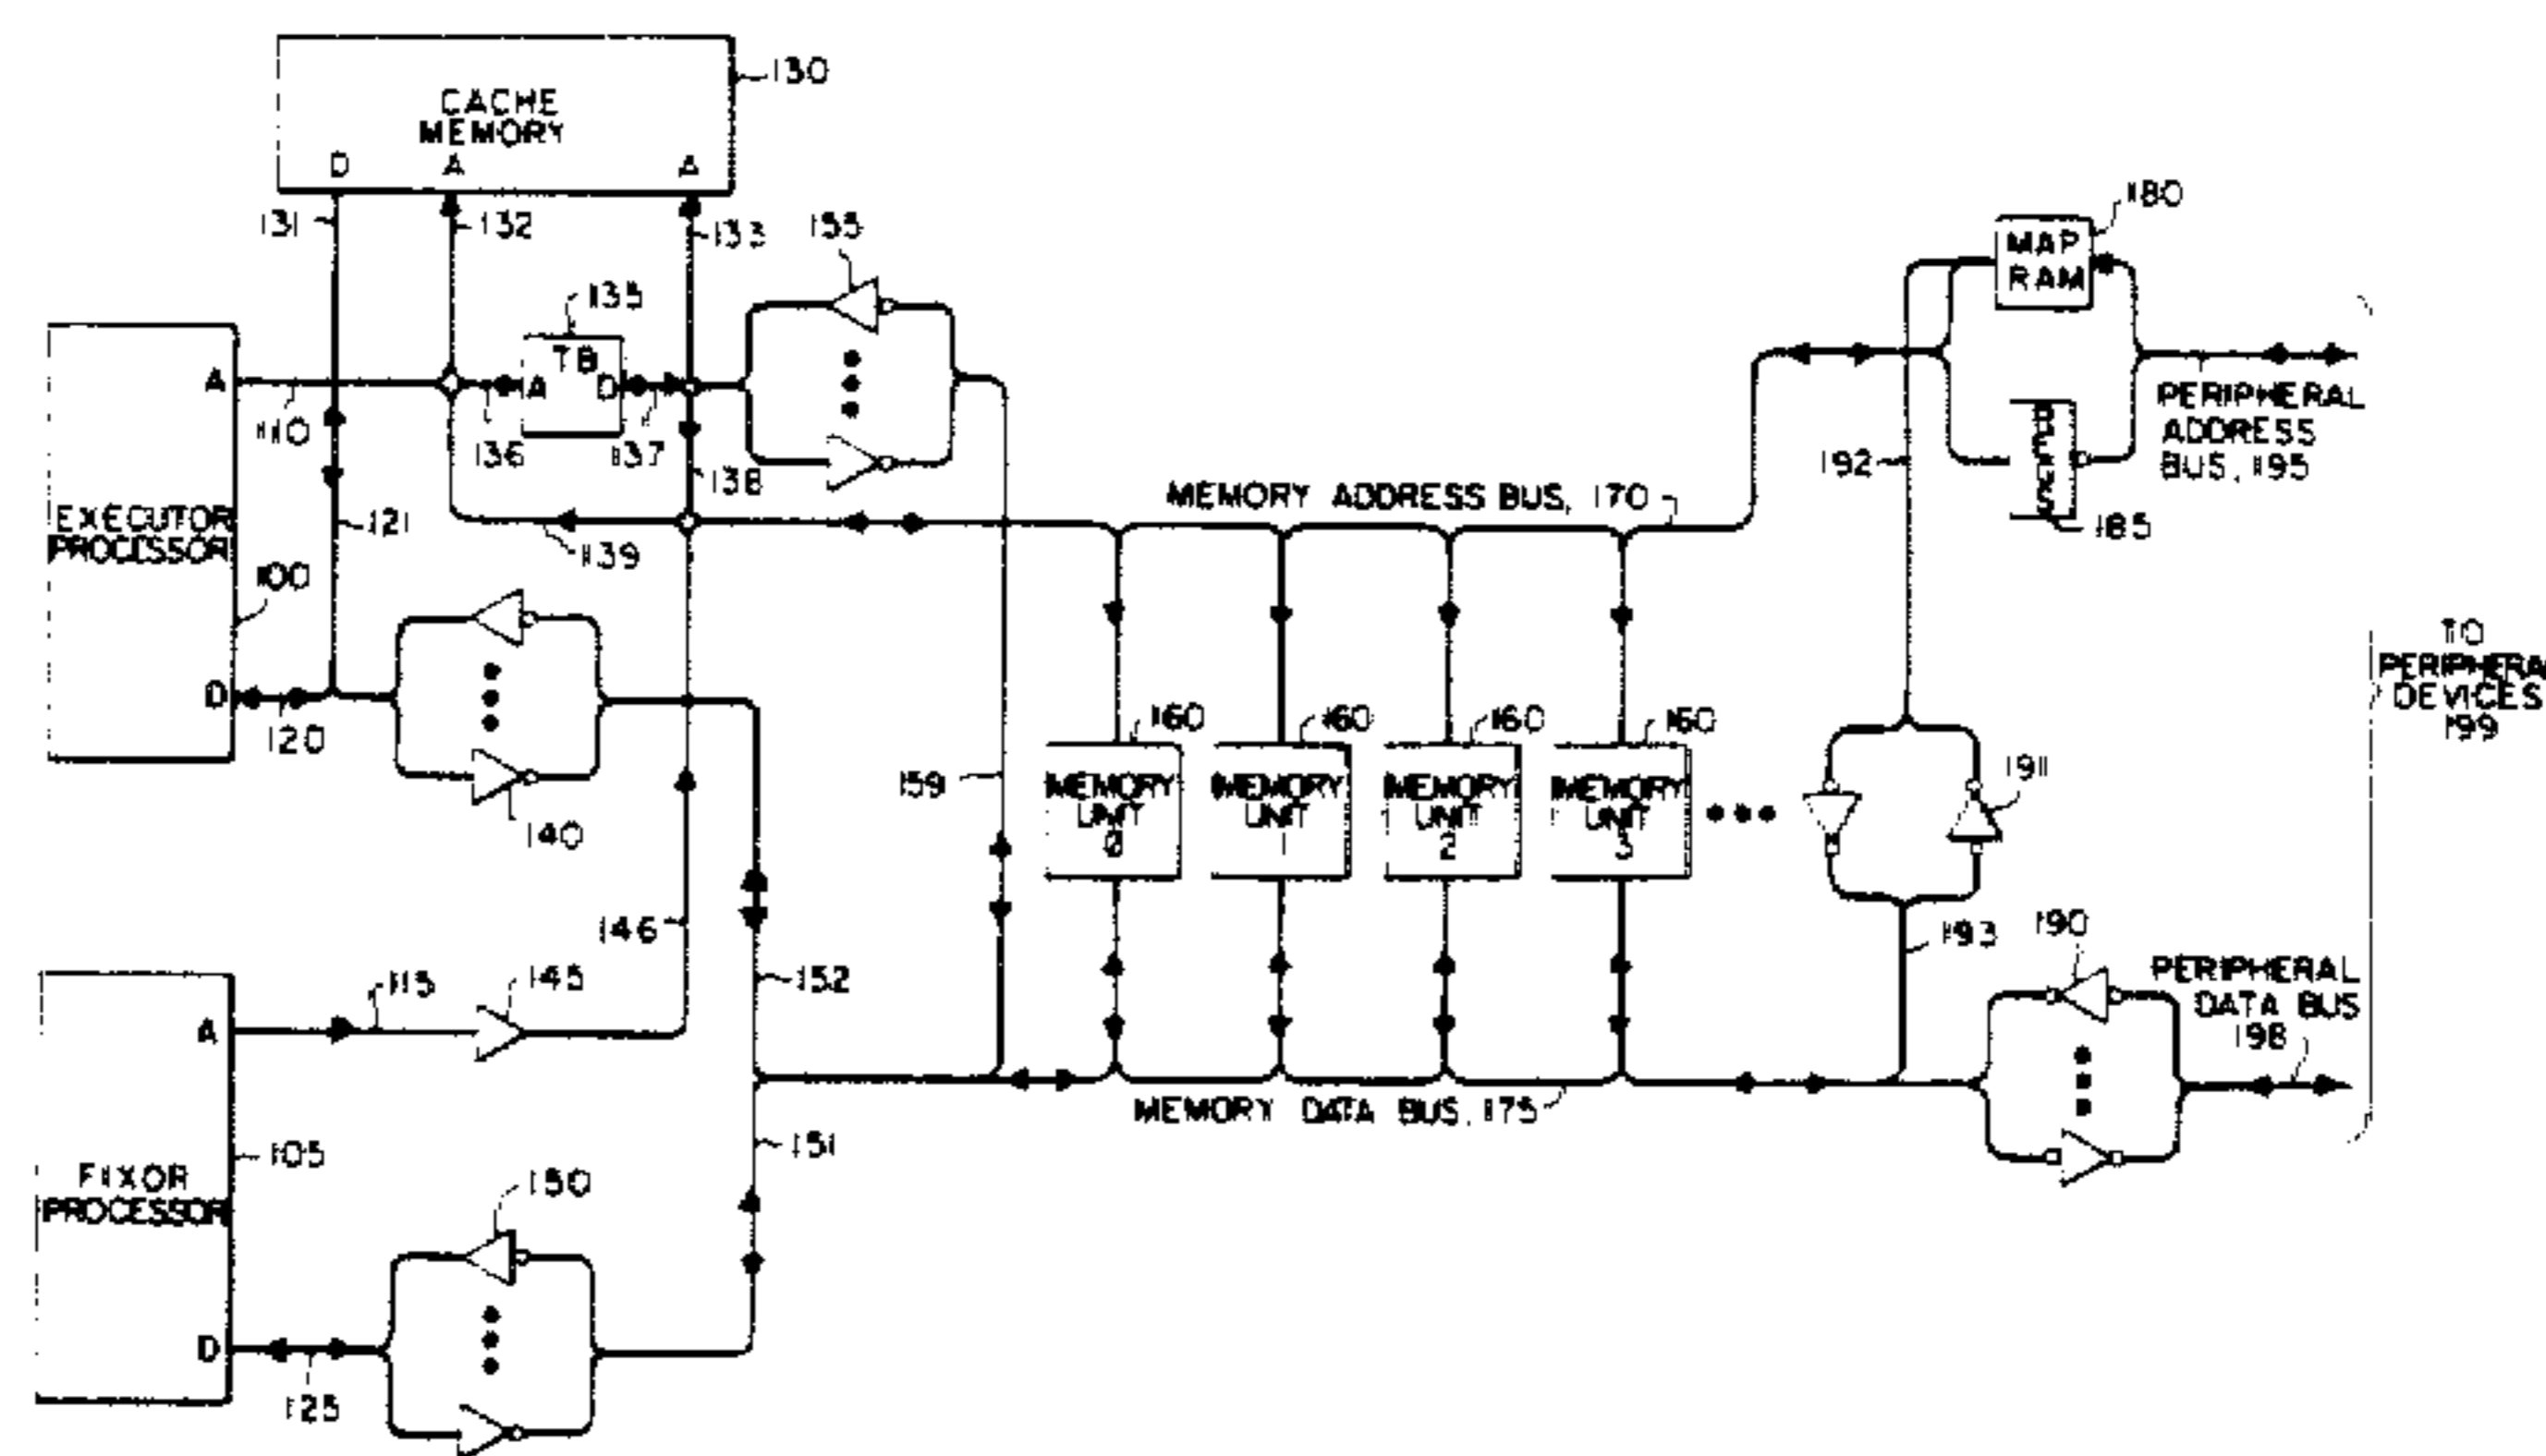 130
CACHE
MEMORY
D A A
131
132
133
155
180
MAP
RAM
135
TB
A
A
D
110
136
137
138
PERIPHERAL
ADDRESS
BUS, 195
192
MEMORY ADDRESS BUS, 170
185
EXECUTOR
PROCESSOR
121
139
100
TO
PERIPHERAL
DEVICES
199
D
120
140
160
160
160
160
159
MEMORY
UNIT
0
MEMORY
UNIT
1
MEMORY
UNIT
2
MEMORY
UNIT
3
191
146
152
193
190
115
145
A
PERIPHERAL
DATA BUS
198
MEMORY DATA BUS, 175
105
151
FIXOR
PROCESSOR
150
D
125